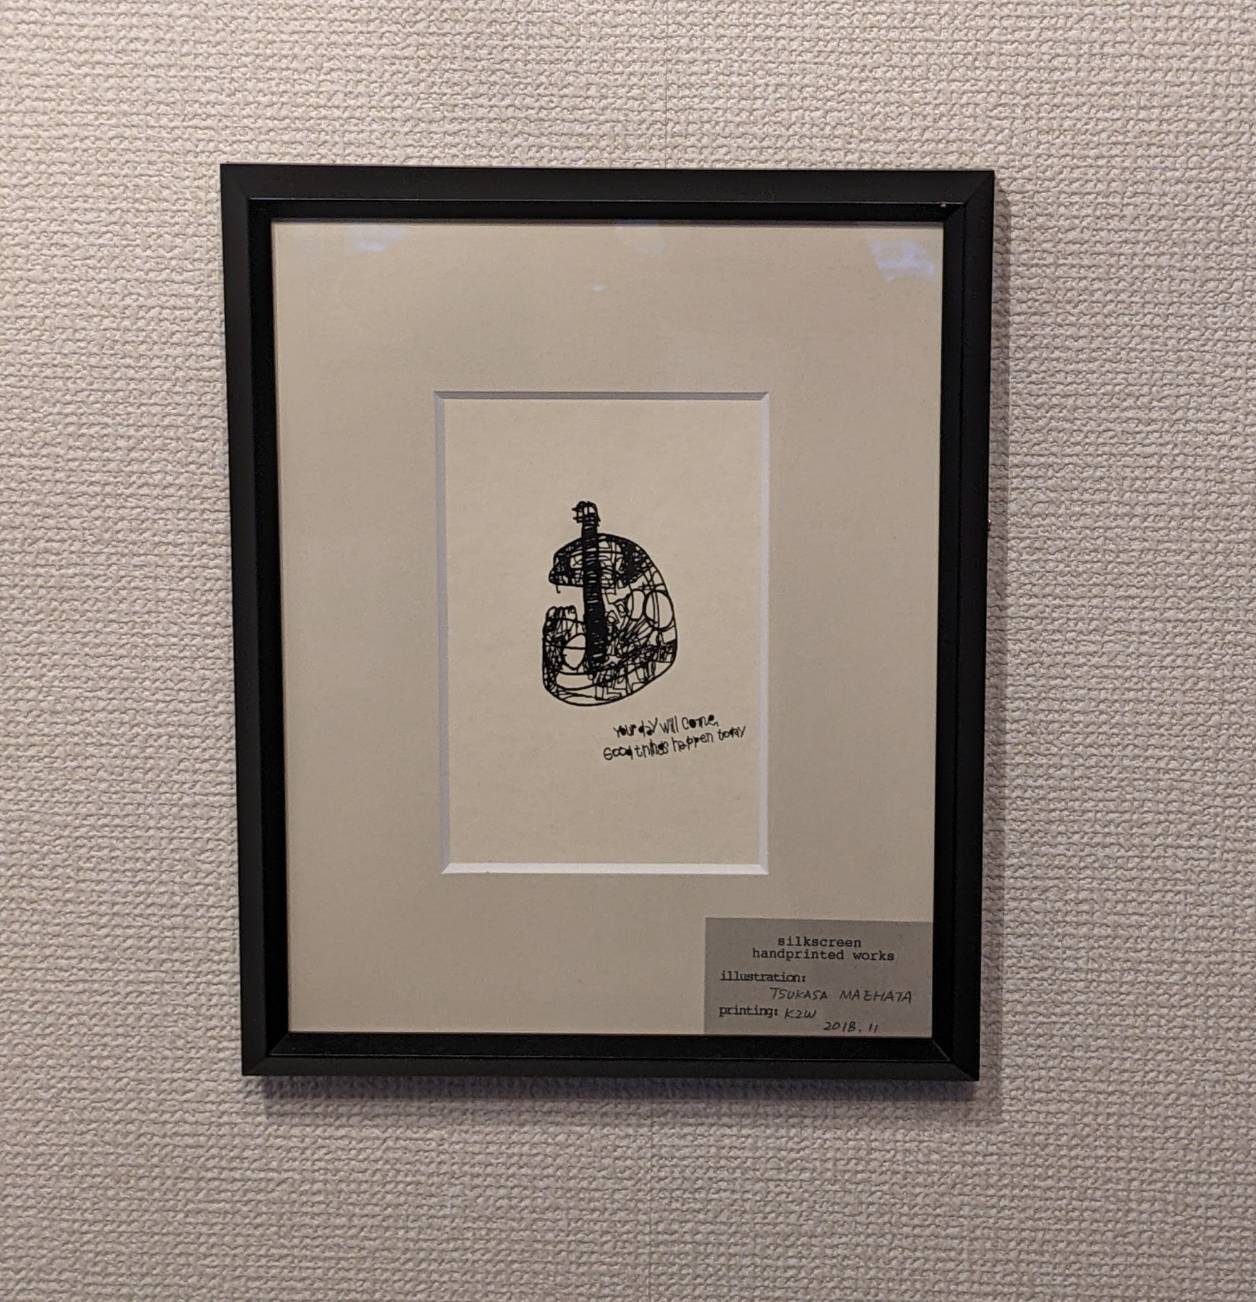 your day will come,
Good things happen today
silkscreen
handprinted works
illustration:
TSUKASA MAEHATA
printing: K2W
2018.11